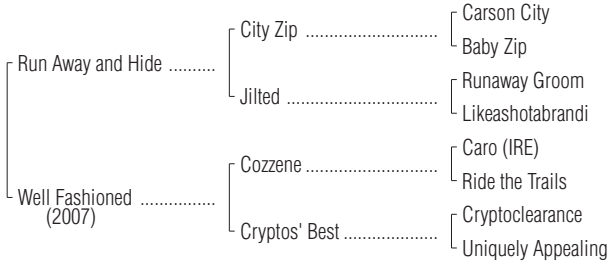 Carson City
City Zip ..................................
Baby Zip
Run Away and Hide ..........
Runaway Groom
Jilted .......................................
Likeashotabrandi
Caro (IRE)
Cozzene ...................................
Ride the Trails
Well Fashioned ................
(2007)
Cryptoclearance
Cryptos' Best ........................
Uniquely Appealing